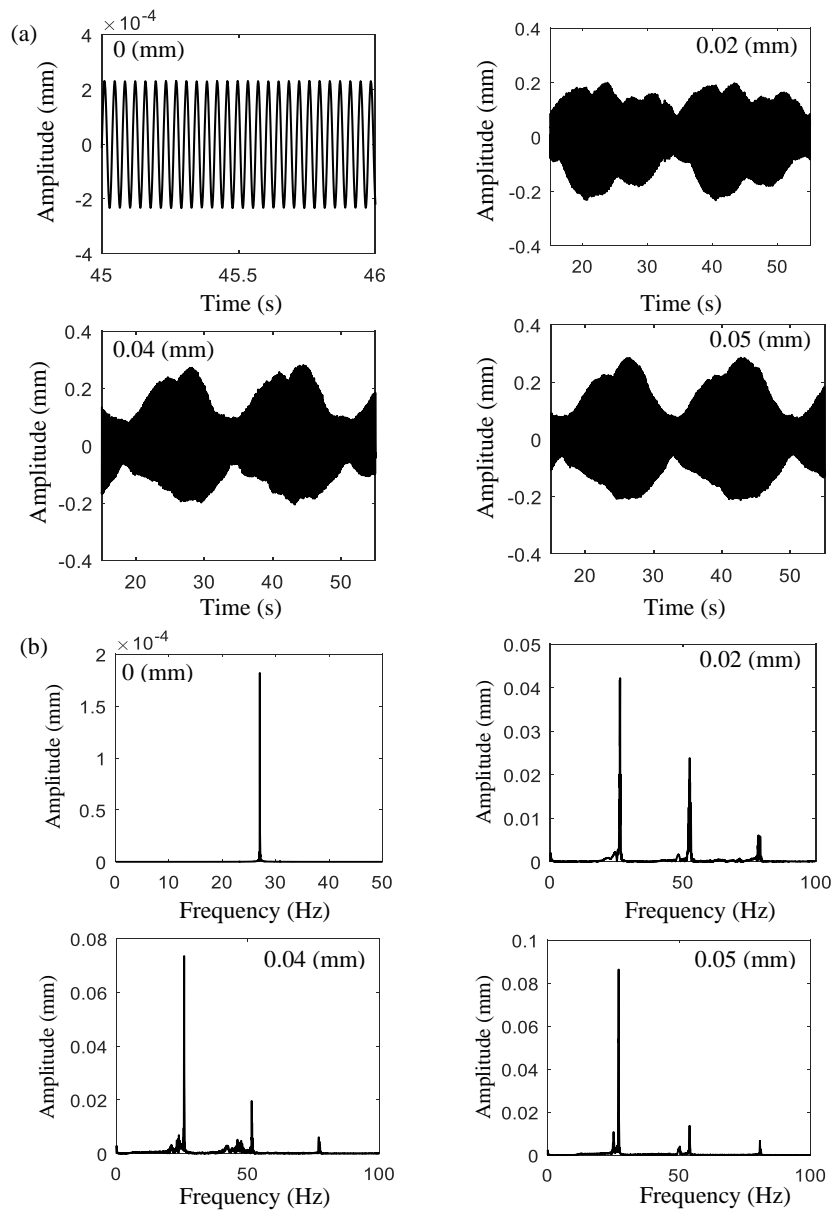 (a)
× 10⁻⁴
0 (mm)
Amplitude (mm)
4
2
0
-2
-4
45
45.5
46
Time (s)
0.02 (mm)
Amplitude (mm)
0.4
0.2
0
-0.2
-0.4
20
30
40
50
Time (s)
0.04 (mm)
Amplitude (mm)
0.4
0.2
0
-0.2
-0.4
20
30
40
50
Time (s)
0.05 (mm)
Amplitude (mm)
0.4
0.2
0
-0.2
-0.4
20
30
40
50
Time (s)
(b)
× 10⁻⁴
0 (mm)
Amplitude (mm)
2
1.5
1
0.5
0
0
10
20
30
40
50
Frequency (Hz)
0.02 (mm)
Amplitude (mm)
0.05
0.04
0.03
0.02
0.01
0
0
50
100
Frequency (Hz)
0.04 (mm)
Amplitude (mm)
0.08
0.06
0.04
0.02
0
0
50
100
Frequency (Hz)
0.05 (mm)
Amplitude (mm)
0.1
0.08
0.06
0.04
0.02
0
0
50
100
Frequency (Hz)